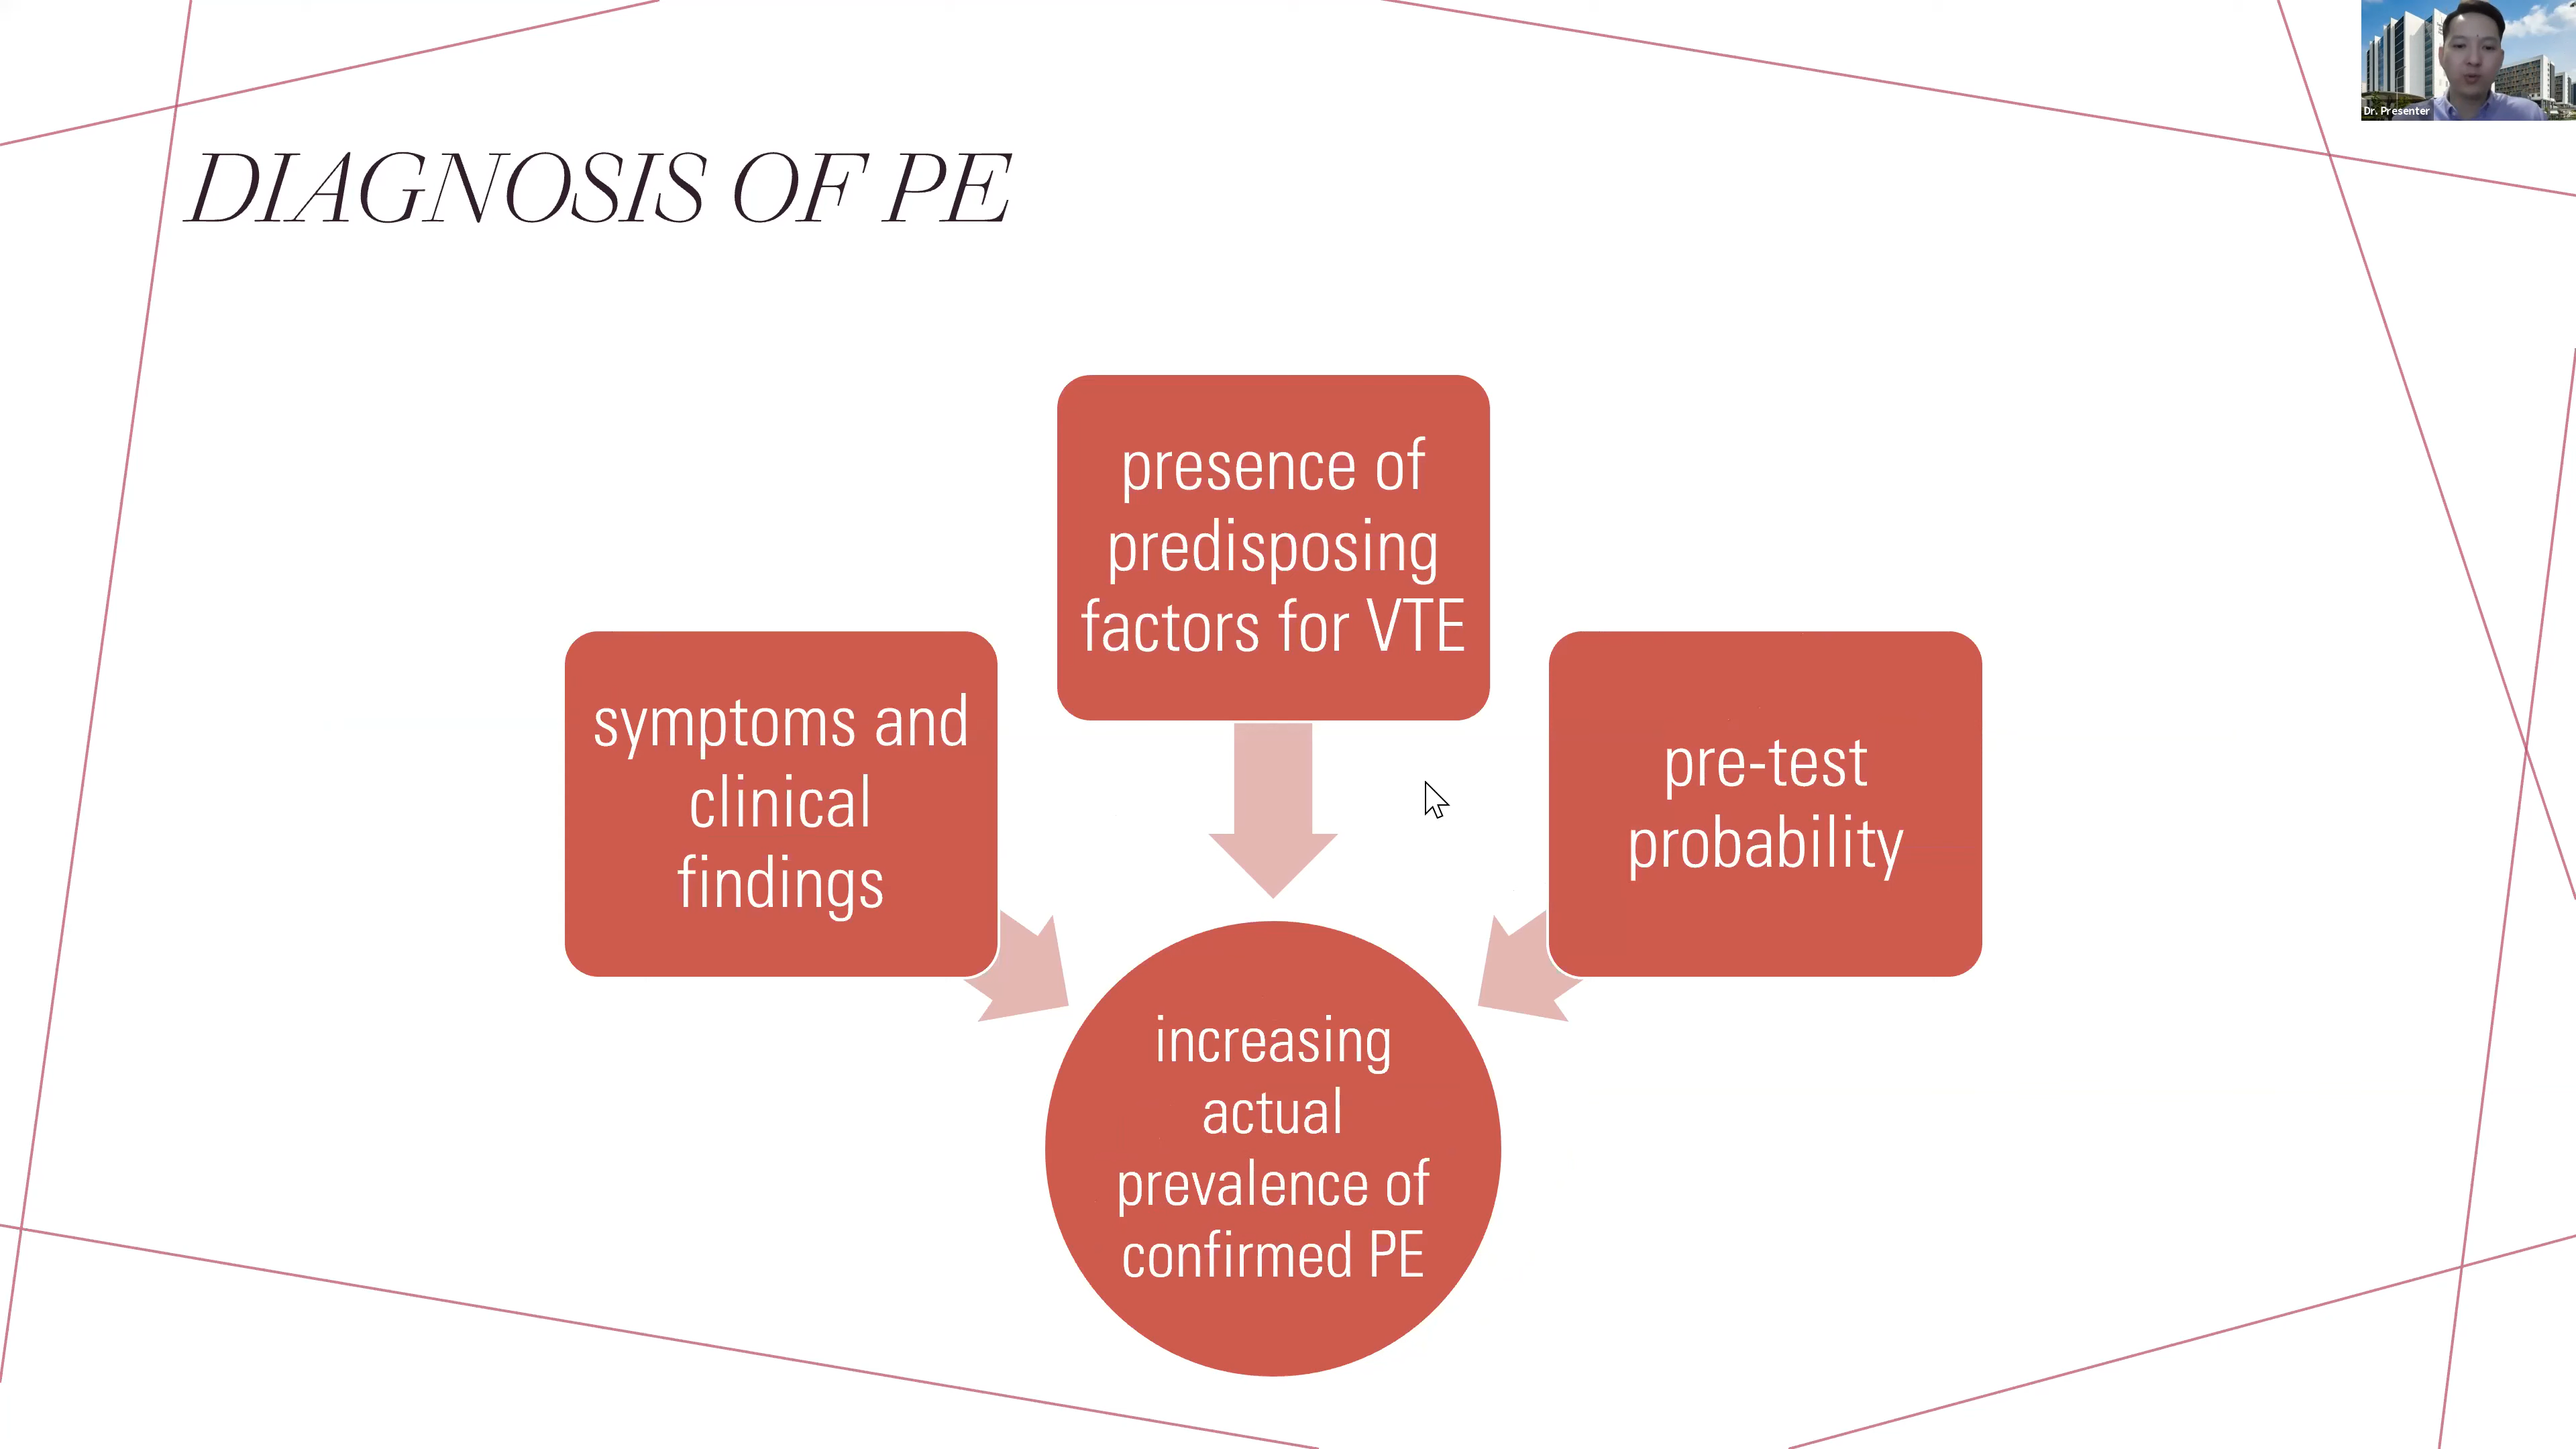 Dr. Presenter
DIAGNOSIS OF PE
presence of
predisposing
factors for VTE
symptoms and
clinical
findings
pre-test
probability
increasing
actual
prevalence of
confirmed PE